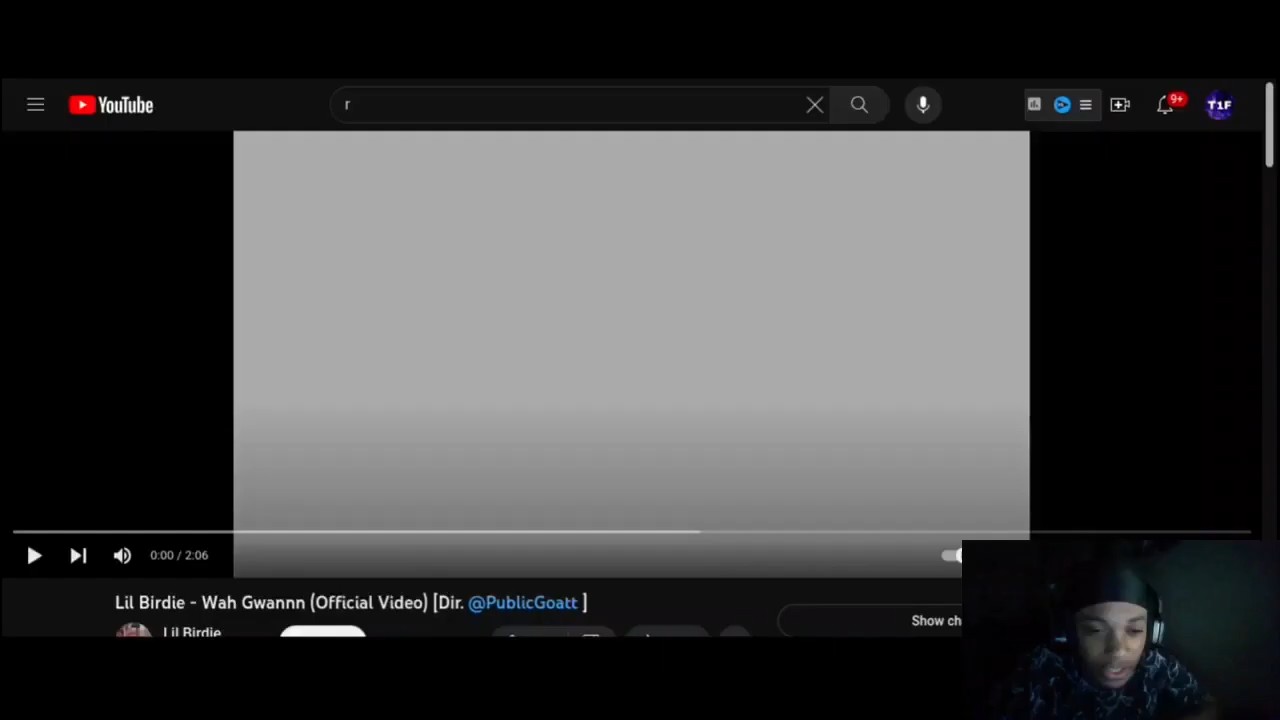 YouTube
r
9+
T1F
0:00 / 2:06
Lil Birdie - Wah Gwannn (Official Video) [Dir. @PublicGoatt ]
Lil Birdie
Show ch